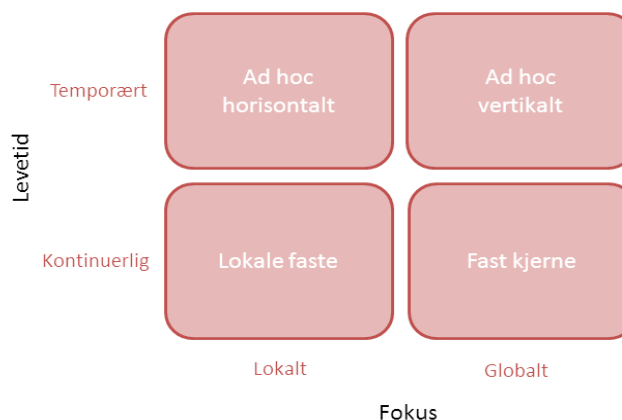 Temporært
Ad hoc
horisontalt
Ad hoc
vertikalt
Levetid
Kontinuerlig
Lokale faste
Fast kjerne
Lokalt
Globalt
Fokus